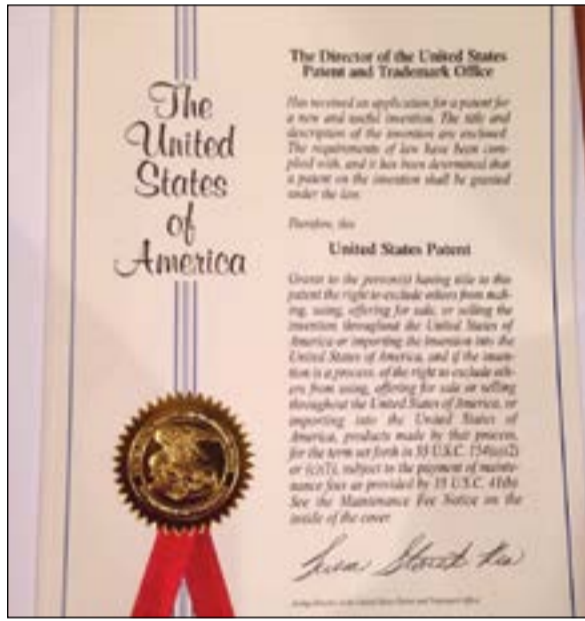 The
United
States
of
America
The Director of the United States
Patent and Trademark Office
Has received an application for a patent for
a new and useful invention. The title and
description of the invention are enclosed.
The requirements of law have been com-
plied with, and it has been determined that
a patent on the invention shall be granted
under the law.
Therefore, this
United States Patent
Grants to the person(s) having title to this
patent the right to exclude others from mak-
ing, using, offering for sale, or selling the
invention throughout the United States of
America or importing the invention into the
United States of America, and if the inven-
tion is a process, of the right to exclude oth-
ers from using, offering for sale or selling
throughout the United States of America, or
importing into the United States of
America, products made by that process,
for the term set forth in 35 U.S.C. 154(a)(2)
or (c)(1), subject to the payment of mainte-
nance fees as provided by 35 U.S.C. 41(b).
See the Maintenance Fee Notice on the
inside of the cover.